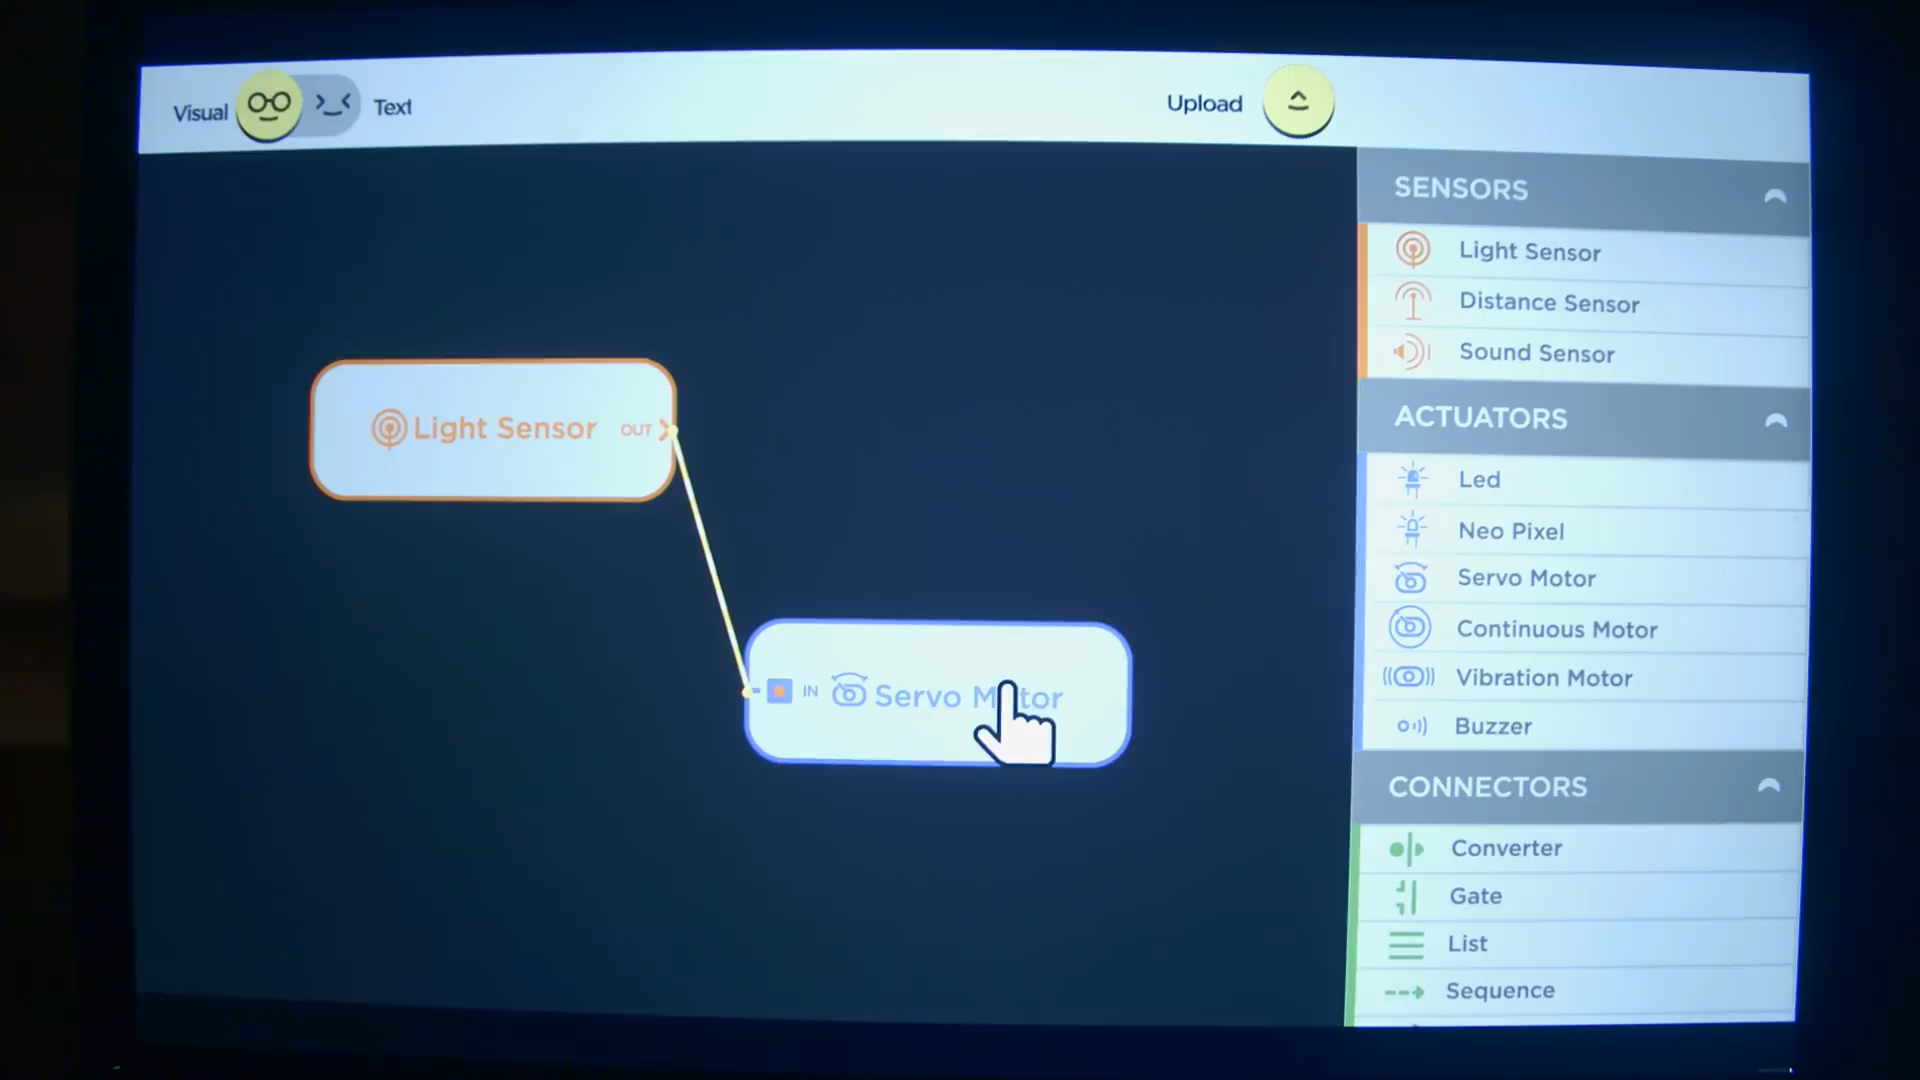 Visual
Text
Upload
SENSORS
Light Sensor
Distance Sensor
Sound Sensor
ACTUATORS
Led
Neo Pixel
Servo Motor
Continuous Motor
Vibration Motor
Buzzer
CONNECTORS
Converter
Gate
List
Sequence
Light Sensor OUT
IN Servo Motor